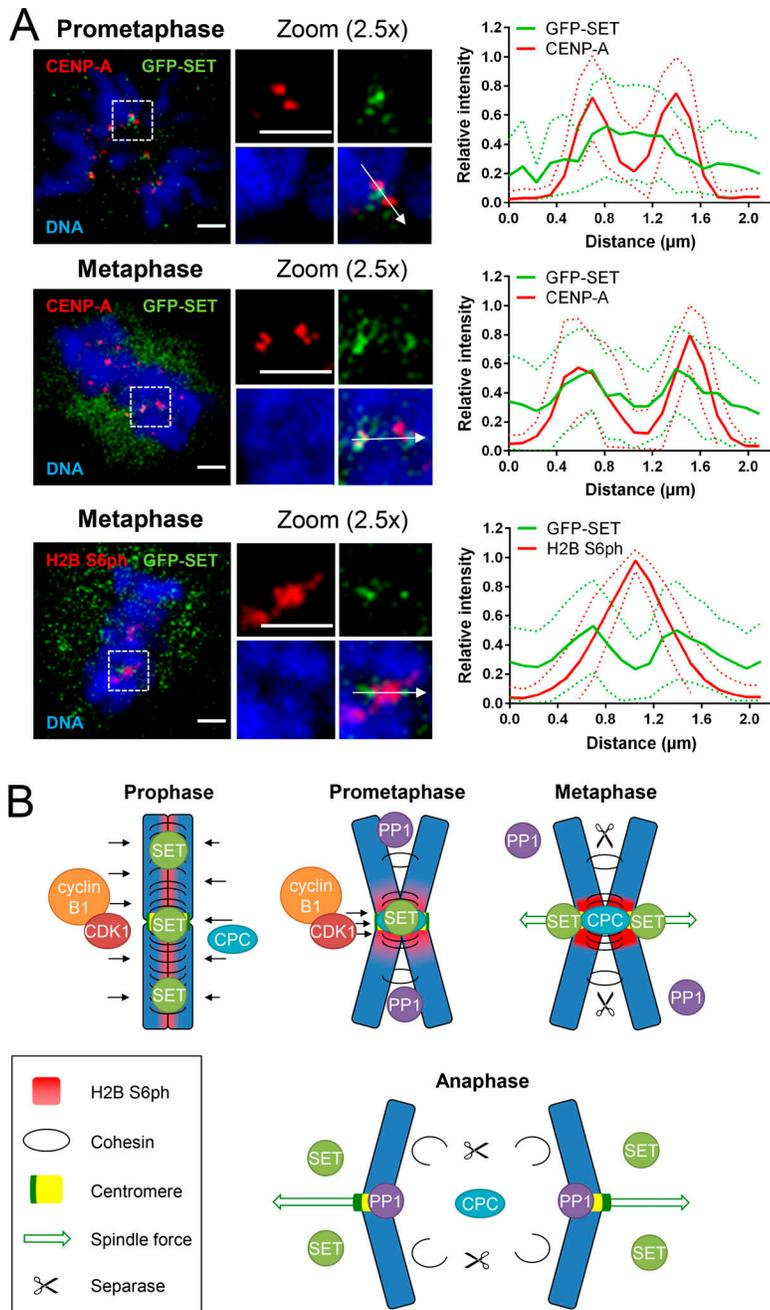 A
Prometaphase
Zoom (2.5x)
CENP-A
GFP-SET
DNA
GFP-SET
CENP-A
Relative intensity
1.2
1.0
0.8
0.6
0.4
0.2
0.0
0.0 0.4 0.8 1.2 1.6 2.0
Distance (µm)
Metaphase
Zoom (2.5x)
CENP-A
GFP-SET
DNA
GFP-SET
CENP-A
Relative intensity
1.2
1.0
0.8
0.6
0.4
0.2
0.0
0.0 0.4 0.8 1.2 1.6 2.0
Distance (µm)
Metaphase
Zoom (2.5x)
H2B S6ph
GFP-SET
DNA
GFP-SET
H2B S6ph
Relative intensity
1.2
1.0
0.8
0.6
0.4
0.2
0.0
0.0 0.4 0.8 1.2 1.6 2.0
Distance (µm)
B
Prophase
SET
cyclin
B1
CDK1
SET
CPC
SET
Prometaphase
PP1
cyclin
B1
CDK1
SET
PP1
Metaphase
PP1
SET
CPC
SET
PP1
H2B S6ph
Cohesin
Centromere
Spindle force
Separase
Anaphase
SET
SET
PP1
CPC
PP1
SET
SET